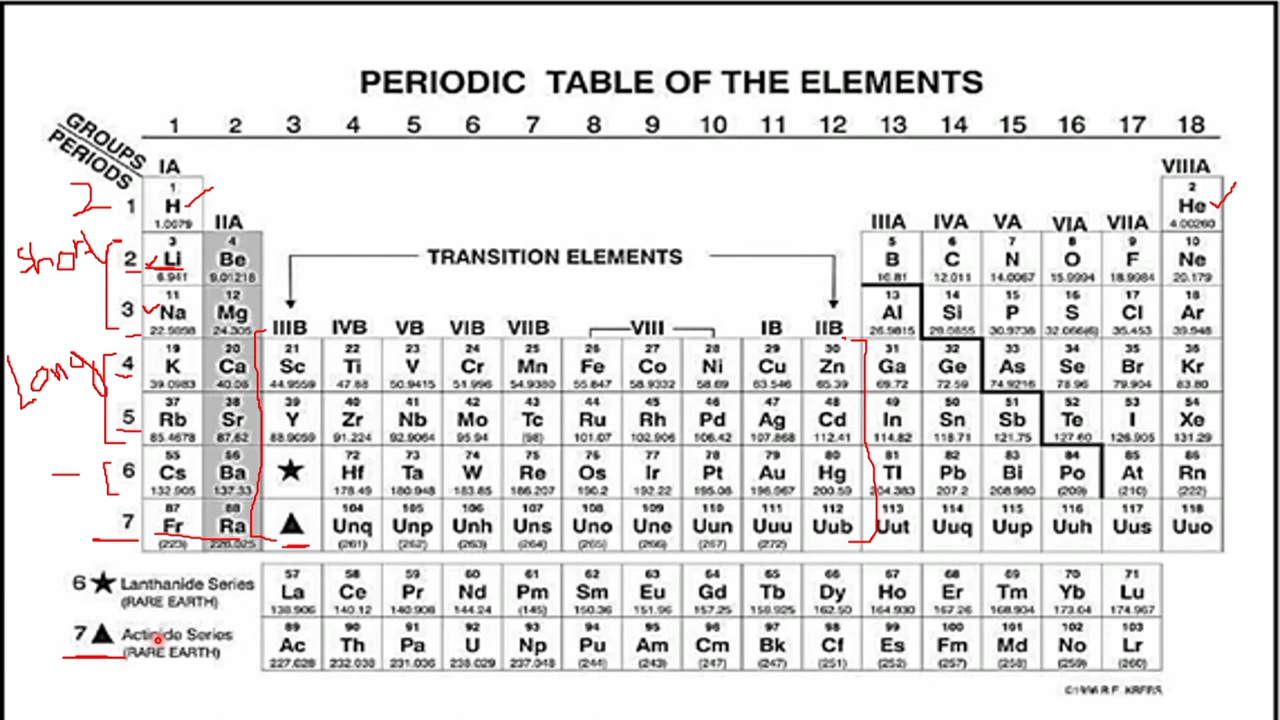 PERIODIC TABLE OF THE ELEMENTS
GROUPS 1 2 3 4 5 6 7 8 9 10 11 12 13 14 15 16 17 18
PERIODS
IA VIIIA
1 2
2 1 H He
1.0079 4.00260
IIA IIIA IVA VA VIA VIIA
3 4 5 6 7 8 9 10
short 2 Li Be TRANSITION ELEMENTS B C N O F Ne
6.941 9.01218 10.81 12.011 14.0067 15.9994 18.9984 20.179
11 12 13 14 15 16 17 18
3 Na Mg Al Si P S Cl Ar
22.9898 24.305 26.9815 28.0855 30.9738 32.066(6) 35.453 39.948
IIIB IVB VB VIB VIIB VIII IB IIB
19 20 21 22 23 24 25 26 27 28 29 30 31 32 33 34 35 36
Long 4 K Ca Sc Ti V Cr Mn Fe Co Ni Cu Zn Ga Ge As Se Br Kr
39.0983 40.08 44.9559 47.88 50.9415 51.996 54.9380 55.847 58.9332 58.69 63.546 65.39 69.72 72.59 74.9216 78.96 79.904 83.80
37 38 39 40 41 42 43 44 45 46 47 48 49 50 51 52 53 54
5 Rb Sr Y Zr Nb Mo Tc Ru Rh Pd Ag Cd In Sn Sb Te I Xe
85.4678 87.62 88.9059 91.224 92.9064 95.94 (98) 101.07 102.906 106.42 107.868 112.41 114.82 118.71 121.75 127.60 126.905 131.29
55 56 72 73 74 75 76 77 78 79 80 81 82 83 84 85 86
6 Cs Ba ★ Hf Ta W Re Os Ir Pt Au Hg Tl Pb Bi Po At Rn
132.905 137.33 178.49 180.948 183.85 186.207 190.2 192.22 195.08 196.967 200.59 204.383 207.2 208.980 (209) (210) (222)
87 88 104 105 106 107 108 109 110 111 112 113 114 115 116 117 118
7 Fr Ra ▲ Unq Unp Unh Uns Uno Une Uun Uuu Uub Uut Uuq Uup Uuh Uus Uuo
(223) 226.025 (261) (262) (263) (264) (265) (266) (267) (272)
57 58 59 60 61 62 63 64 65 66 67 68 69 70 71
6 ★ Lanthanide Series La Ce Pr Nd Pm Sm Eu Gd Tb Dy Ho Er Tm Yb Lu
(RARE EARTH) 138.906 140.12 140.908 144.24 (145) 150.36 151.96 157.25 158.925 162.50 164.930 167.26 168.934 173.04 174.967
89 90 91 92 93 94 95 96 97 98 99 100 101 102 103
7 ▲ Actinide Series Ac Th Pa U Np Pu Am Cm Bk Cf Es Fm Md No Lr
(RARE EARTH) 227.028 232.038 231.036 238.029 237.048 (244) (243) (247) (247) (251) (252) (257) (258) (259) (260)
©1996 R.E. KREBS